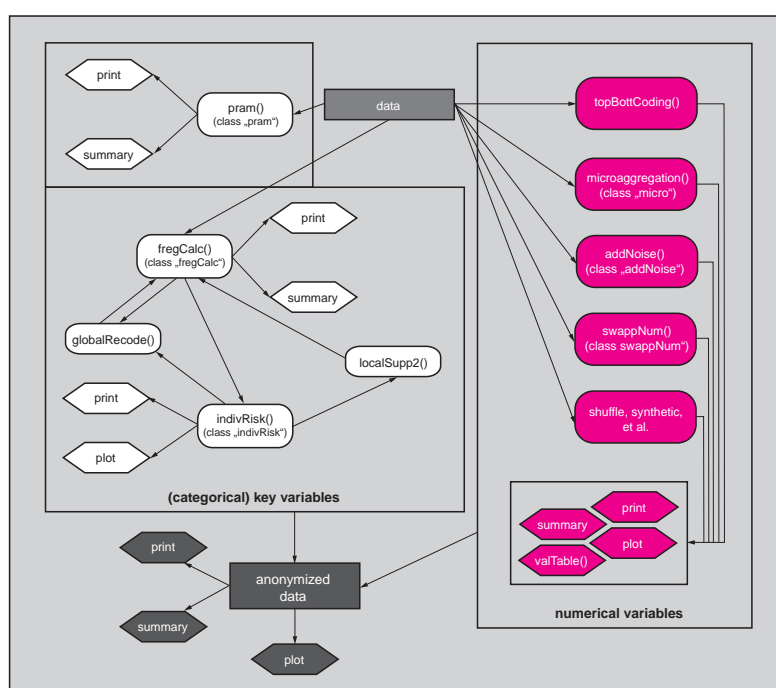 print
pram()
(class „pram“)
summary
data
topBottCoding()
microaggregation()
(class „micro“)
addNoise()
(class „addNoise“)
swappNum()
(class swappNum“)
shuffle, synthetic,
et al.
print
fregCalc()
(class „fregCalc“)
summary
globalRecode()
localSupp2()
print
indivRisk()
(class „indivRisk“)
plot
(categorical) key variables
print
summary
plot
valTable()
numerical variables
print
anonymized
data
summary
plot